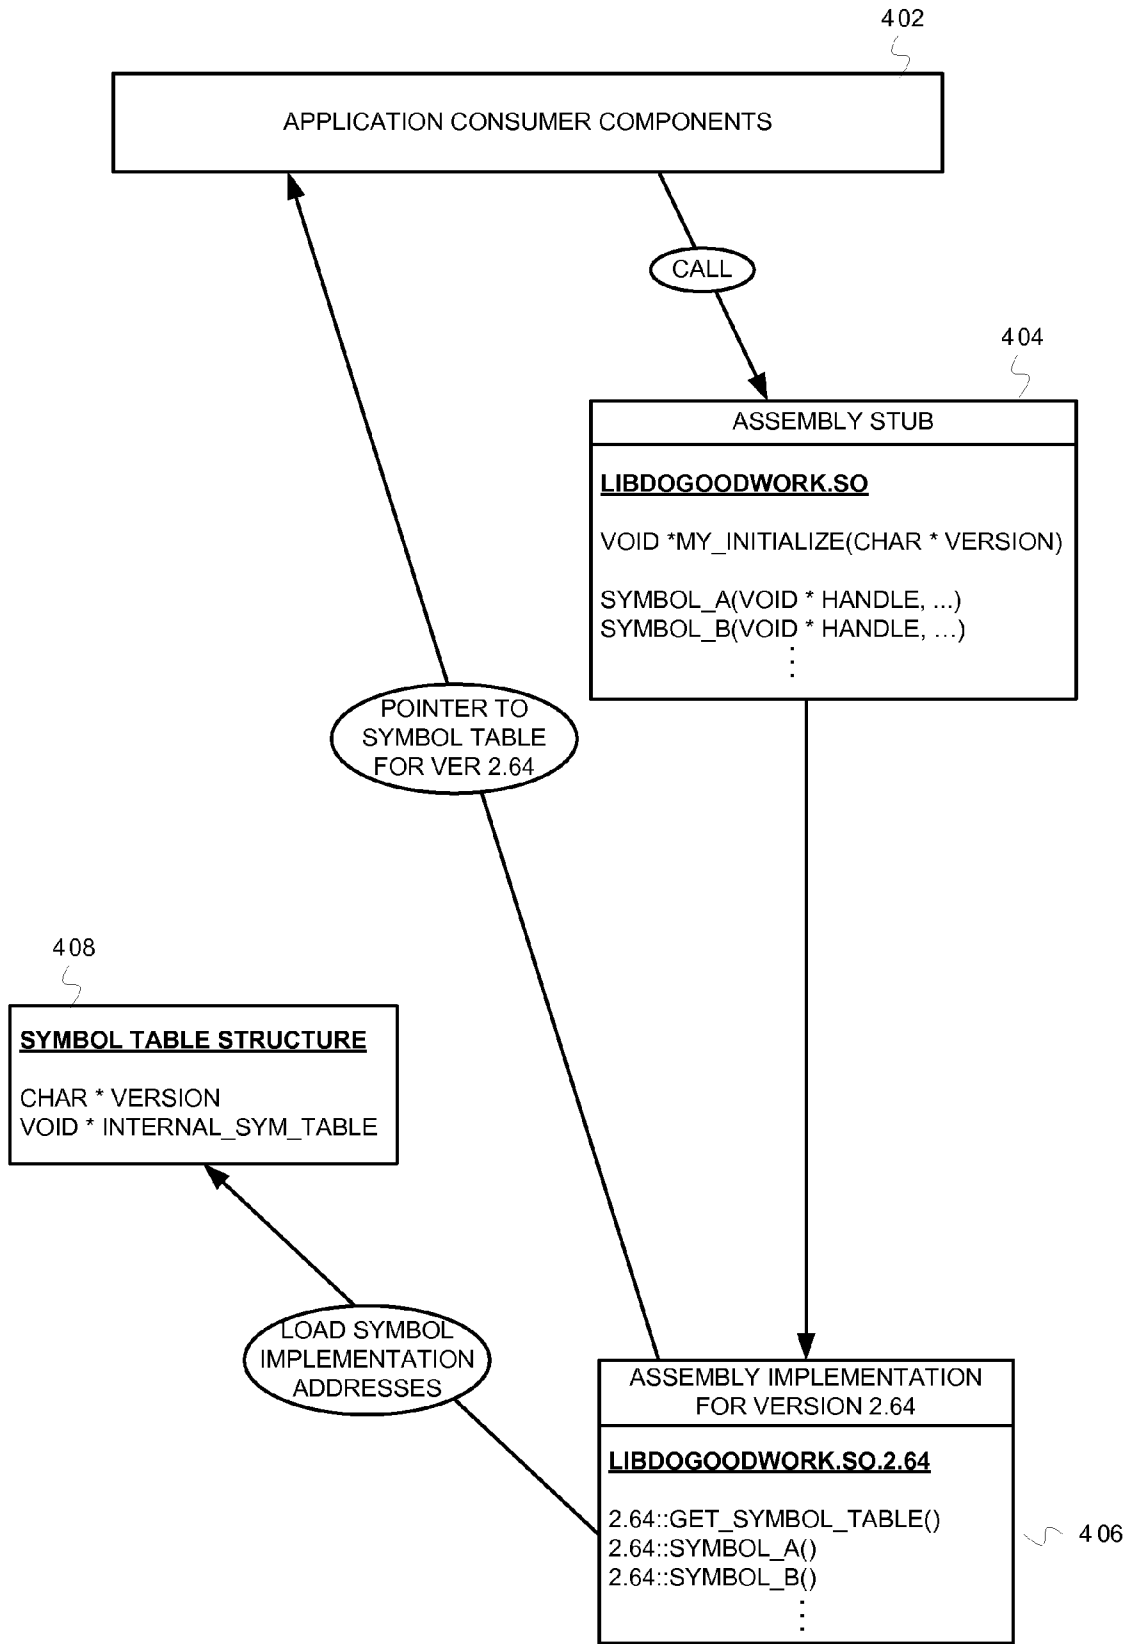 402
APPLICATION CONSUMER COMPONENTS
CALL
404
ASSEMBLY STUB
LIBDOGOODWORK.SO
VOID *MY_INITIALIZE(CHAR * VERSION)
SYMBOL_A(VOID * HANDLE, ...)
SYMBOL_B(VOID * HANDLE, ...)
⋮
POINTER TO
SYMBOL TABLE
FOR VER 2.64
408
SYMBOL TABLE STRUCTURE
CHAR * VERSION
VOID * INTERNAL_SYM_TABLE
LOAD SYMBOL
IMPLEMENTATION
ADDRESSES
ASSEMBLY IMPLEMENTATION
FOR VERSION 2.64
LIBDOGOODWORK.SO.2.64
2.64::GET_SYMBOL_TABLE()
2.64::SYMBOL_A()
2.64::SYMBOL_B()
⋮
406